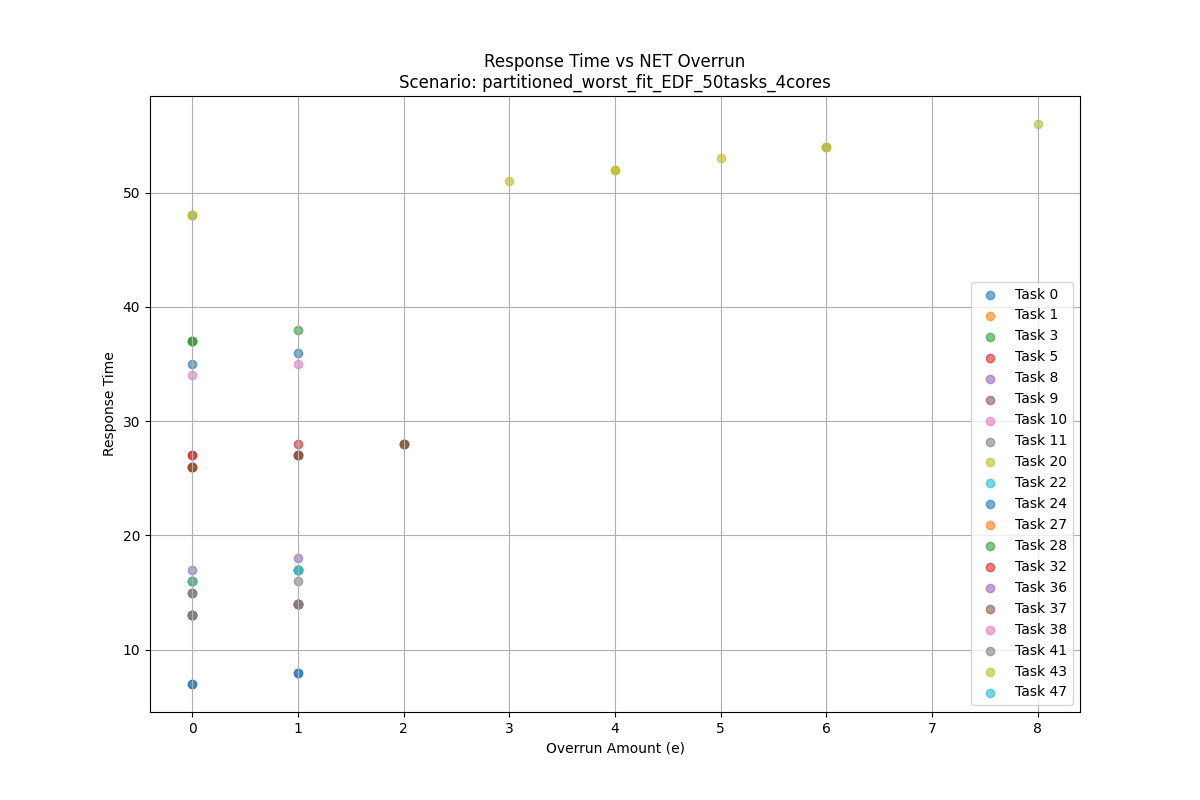 Response Time vs NET Overrun
Scenario: partitioned_worst_fit_EDF_50tasks_4cores
Response Time
50
40
30
20
10
0 1 2 3 4 5 6 7 8
Overrun Amount (e)
Task 0
Task 1
Task 3
Task 5
Task 8
Task 9
Task 10
Task 11
Task 20
Task 22
Task 24
Task 27
Task 28
Task 32
Task 36
Task 37
Task 38
Task 41
Task 43
Task 47